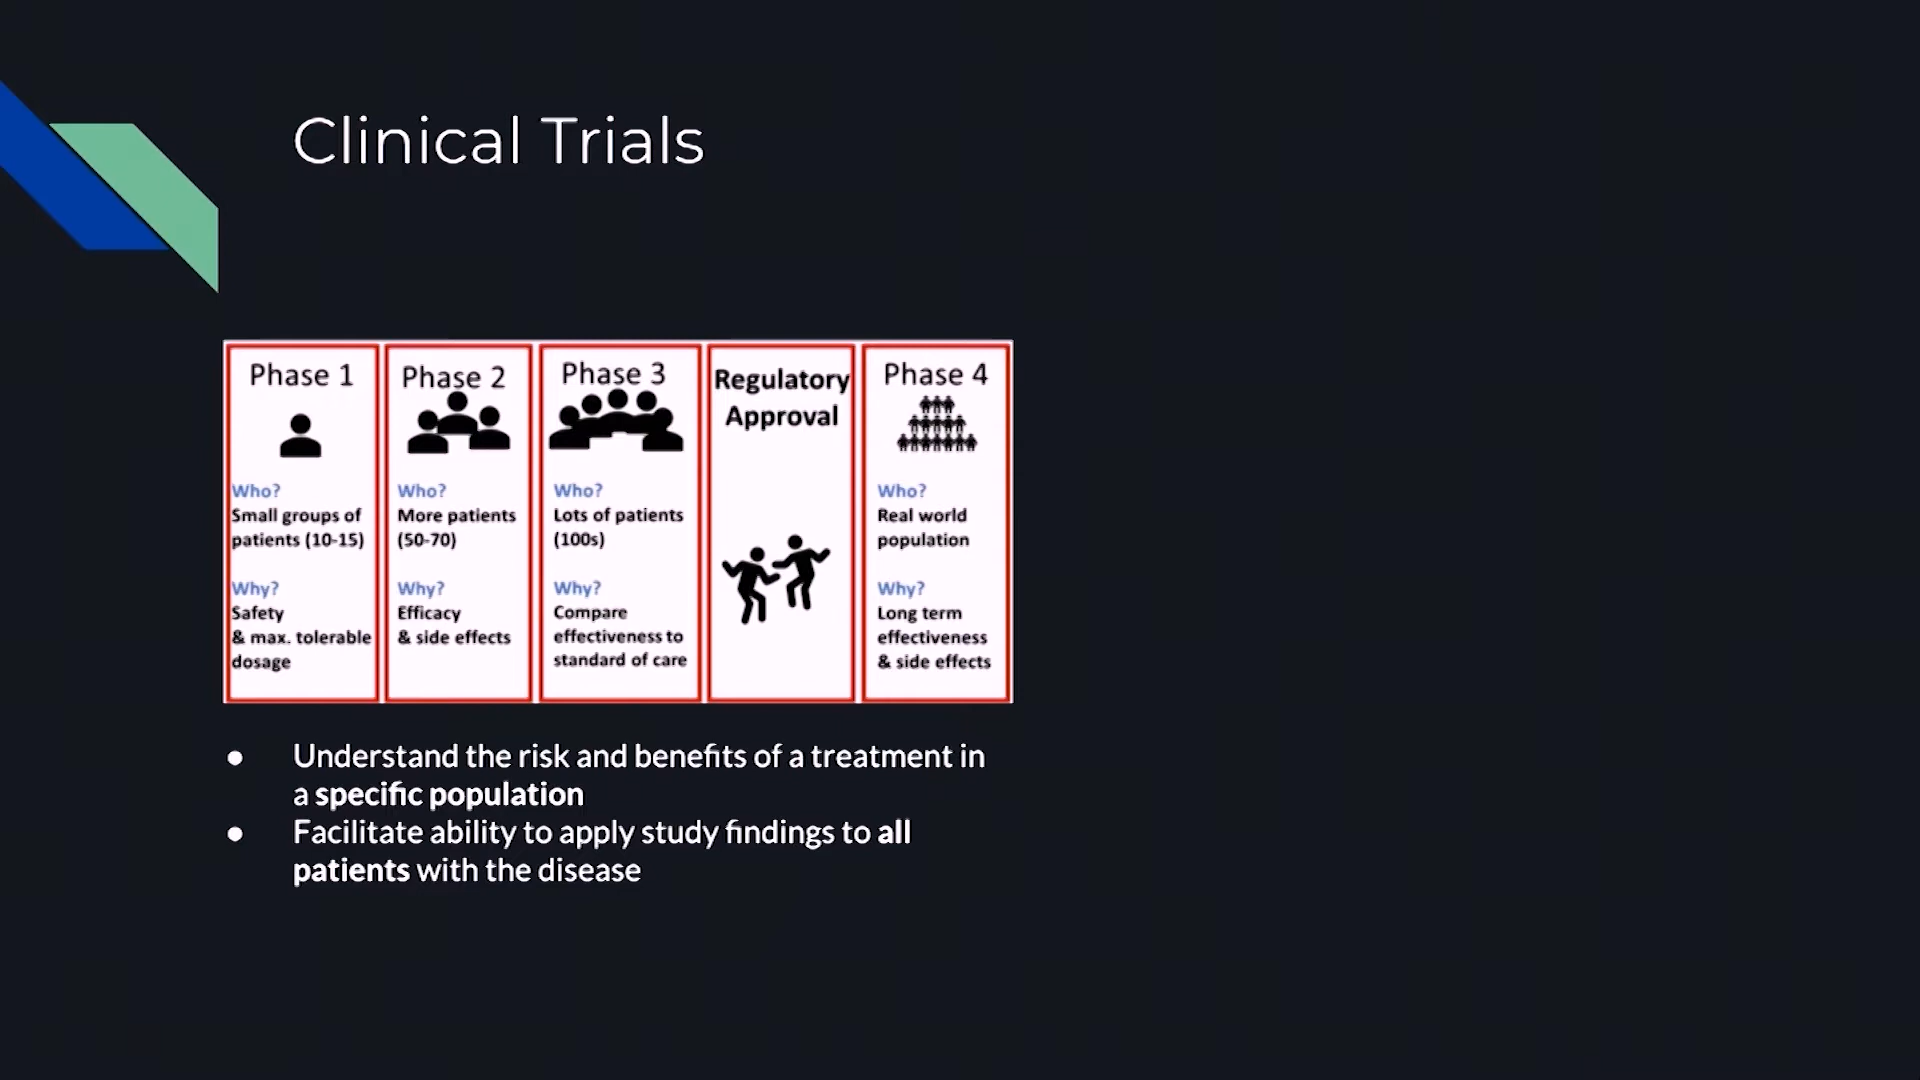 Clinical Trials
Phase 1
Who?
Small groups of
patients (10-15)
Why?
Safety
& max. tolerable
dosage
Phase 2
Who?
More patients
(50-70)
Why?
Efficacy
& side effects
Phase 3
Who?
Lots of patients
(100s)
Why?
Compare
effectiveness to
standard of care
Regulatory
Approval
Phase 4
Who?
Real world
population
Why?
Long term
effectiveness
& side effects
● Understand the risk and benefits of a treatment in
a specific population
● Facilitate ability to apply study findings to all
patients with the disease